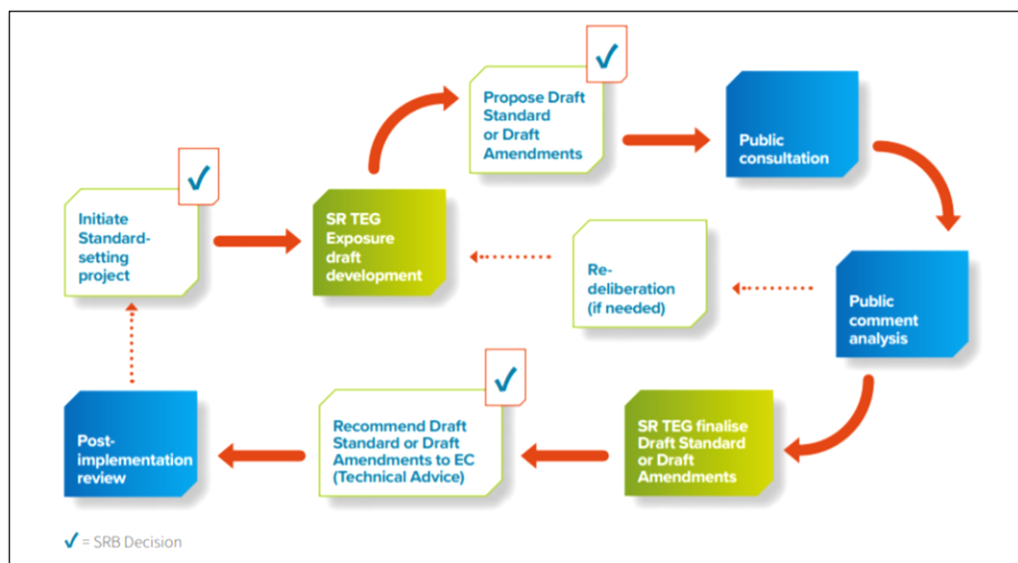 Initiate
Standard-
setting
project
SR TEG
Exposure
draft
development
Propose Draft
Standard
or Draft
Amendments
Public
consultation
Public
comment
analysis
Re-
deliberation
(if needed)
SR TEG finalise
Draft Standard
or Draft
Amendments
Recommend Draft
Standard or Draft
Amendments to EC
(Technical Advice)
Post-
implementation
review
✓ = SRB Decision